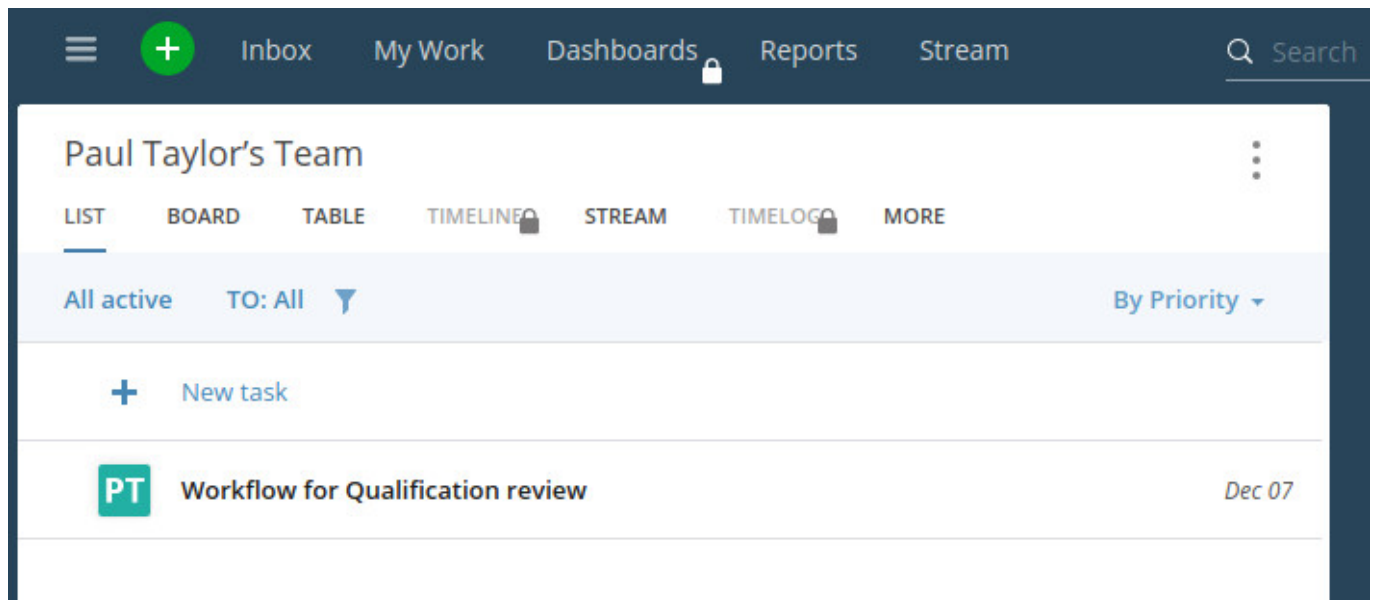 Inbox My Work Dashboards Reports Stream Search
Paul Taylor's Team
LIST BOARD TABLE TIMELINE STREAM TIMELOG MORE
All active TO: All By Priority
New task
PT Workflow for Qualification review Dec 07